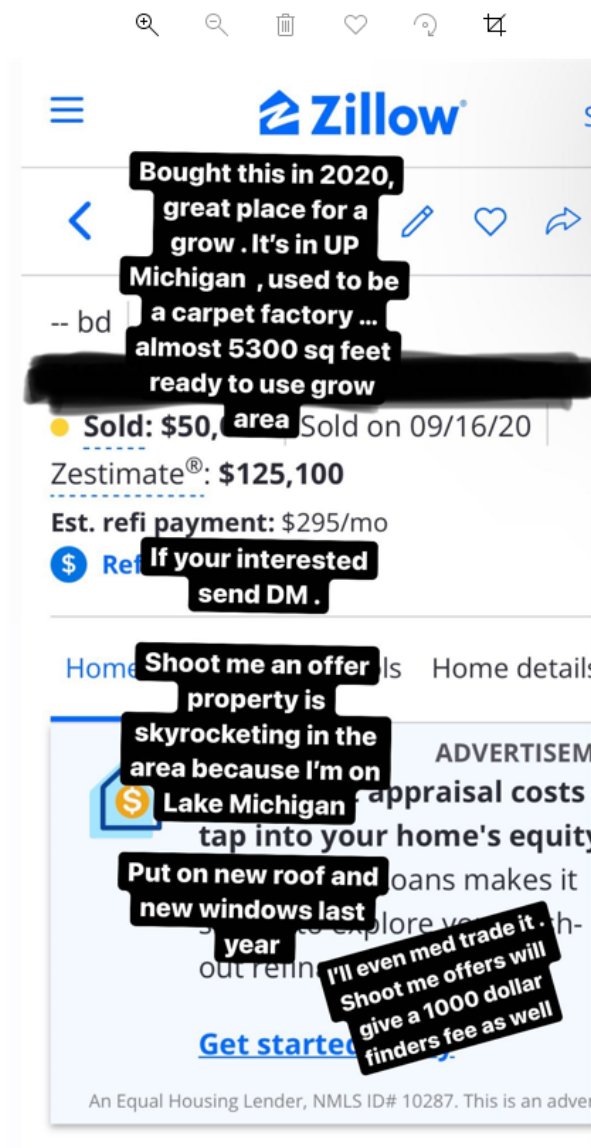 Zillow
Bought this in 2020,
great place for a
grow . It's in UP
Michigan , used to be
a carpet factory ...
almost 5300 sq feet
ready to use grow
area
-- bd
Sold: $50, Sold on 09/16/20
Zestimate®: $125,100
Est. refi payment: $295/mo
If your interested
send DM .
Home Home details
Shoot me an offer
property is
skyrocketing in the
area because I'm on
Lake Michigan
ADVERTISEM
appraisal costs
tap into your home's equity
Put on new roof and
new windows last
year
oans makes it
explore
out refin
I'll even med trade it .
Shoot me offers will
give a 1000 dollar
finders fee as well
Get started
An Equal Housing Lender, NMLS ID# 10287. This is an adver